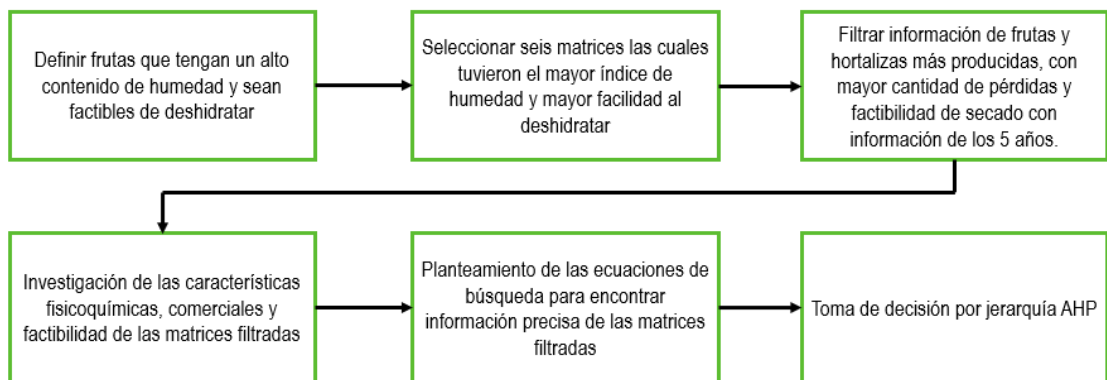 Definir frutas que tengan un alto
contenido de humedad y sean
factibles de deshidratar
Seleccionar seis matrices las cuales
tuvieron el mayor índice de
humedad y mayor facilidad al
deshidratar
Filtrar información de frutas y
hortalizas más producidas, con
mayor cantidad de pérdidas y
factibilidad de secado con
información de los 5 años.
Investigación de las características
fisicoquímicas, comerciales y
factibilidad de las matrices filtradas
Planteamiento de las ecuaciones de
búsqueda para encontrar
información precisa de las matrices
filtradas
Toma de decisión por jerarquía AHP